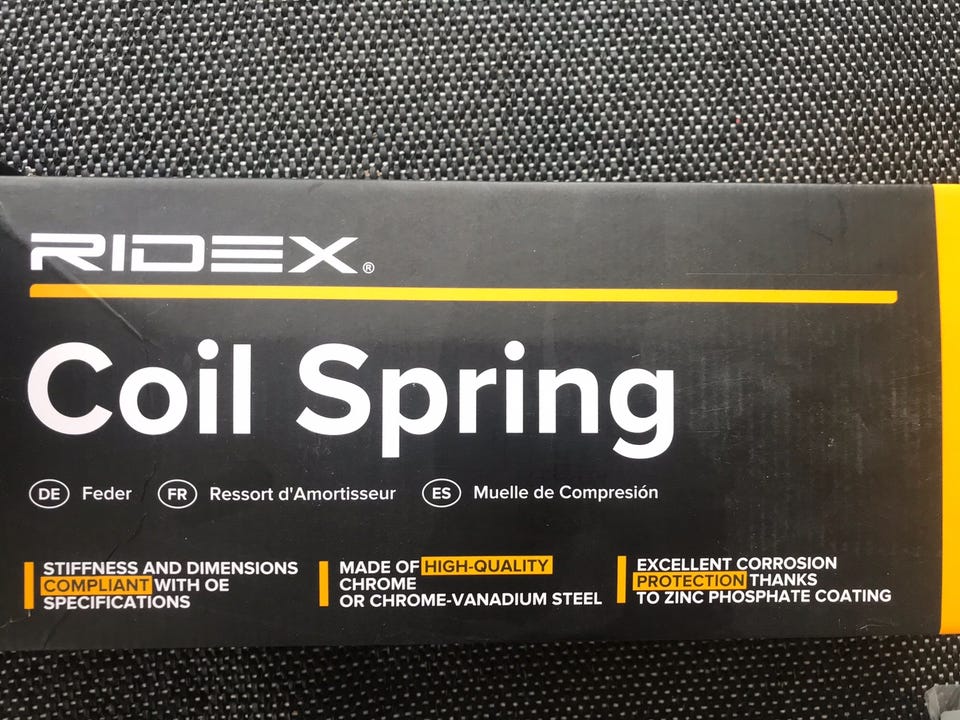 RIDEX®
Coil Spring
DE Feder FR Ressort d'Amortisseur ES Muelle de Compresión
STIFFNESS AND DIMENSIONS
COMPLIANT WITH OE
SPECIFICATIONS
MADE OF HIGH-QUALITY
CHROME
OR CHROME-VANADIUM STEEL
EXCELLENT CORROSION
PROTECTION THANKS
TO ZINC PHOSPHATE COATING